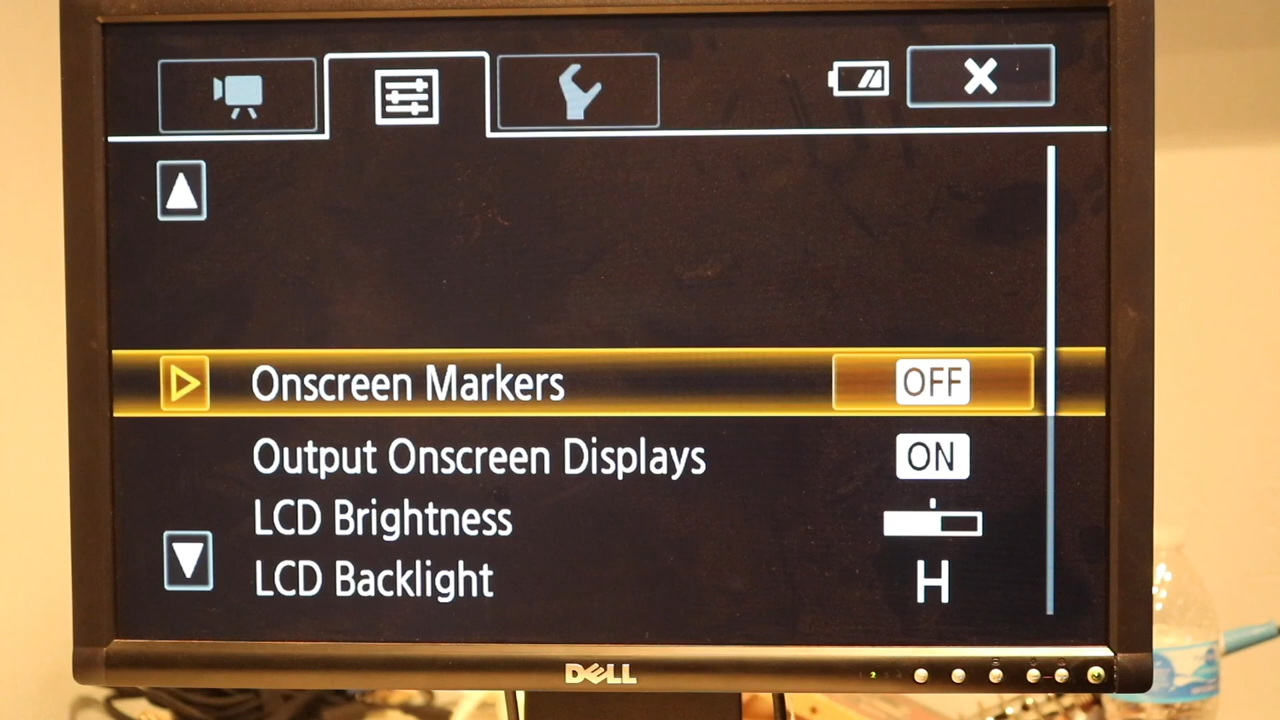 Onscreen Markers OFF
Output Onscreen Displays ON
LCD Brightness
LCD Backlight H
DELL